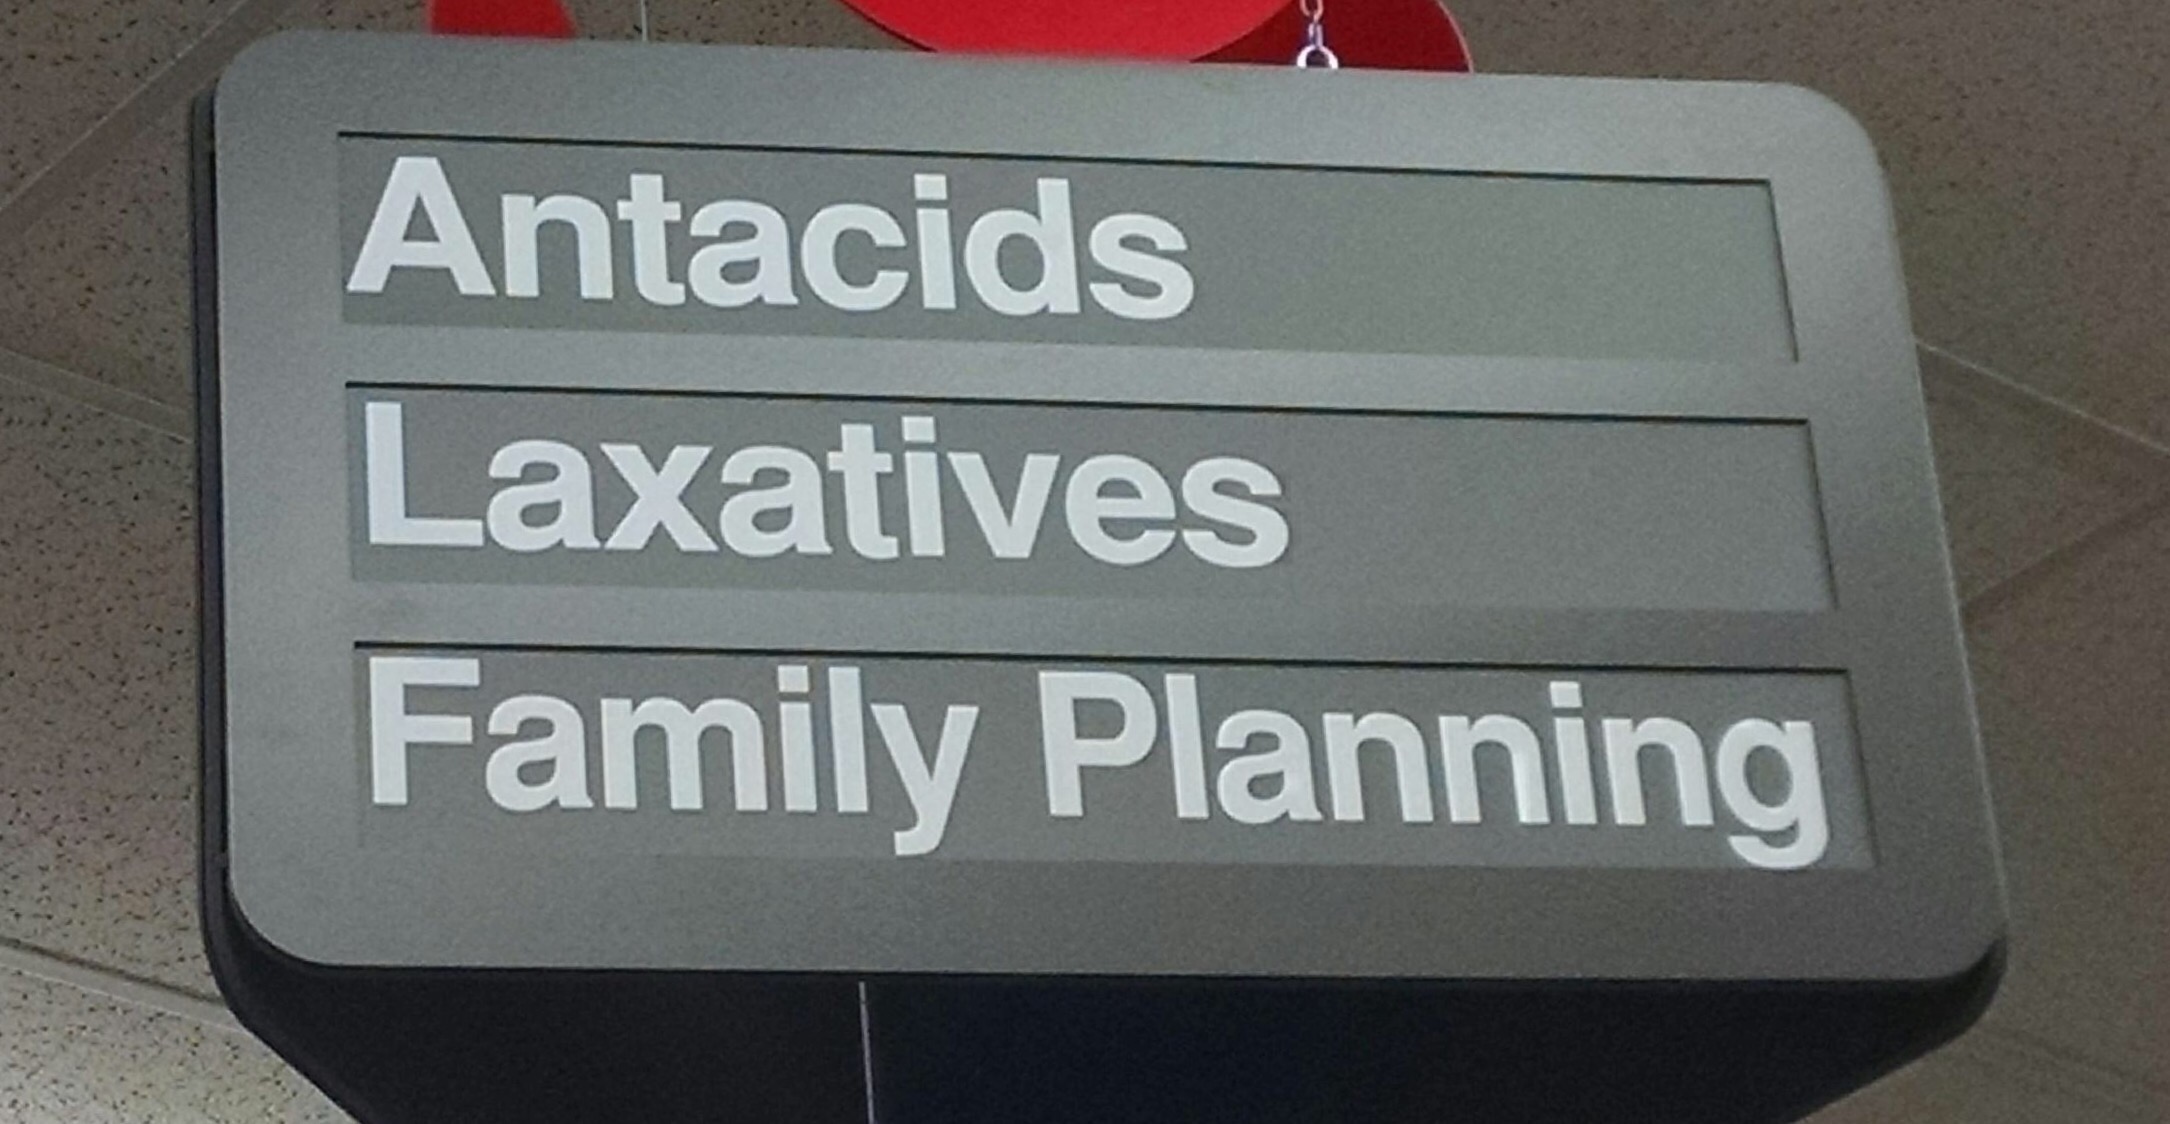 Antacids
Laxatives
Family Planning